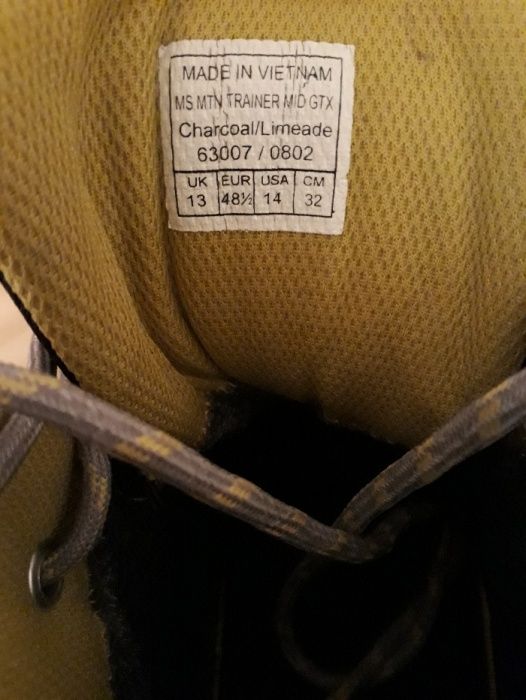 MADE IN VIETNAM
MS MTN TRAINER MID GTX
Charcoal/Limeade
63007 / 0802
UK EUR USA CM
13 48½ 14 32